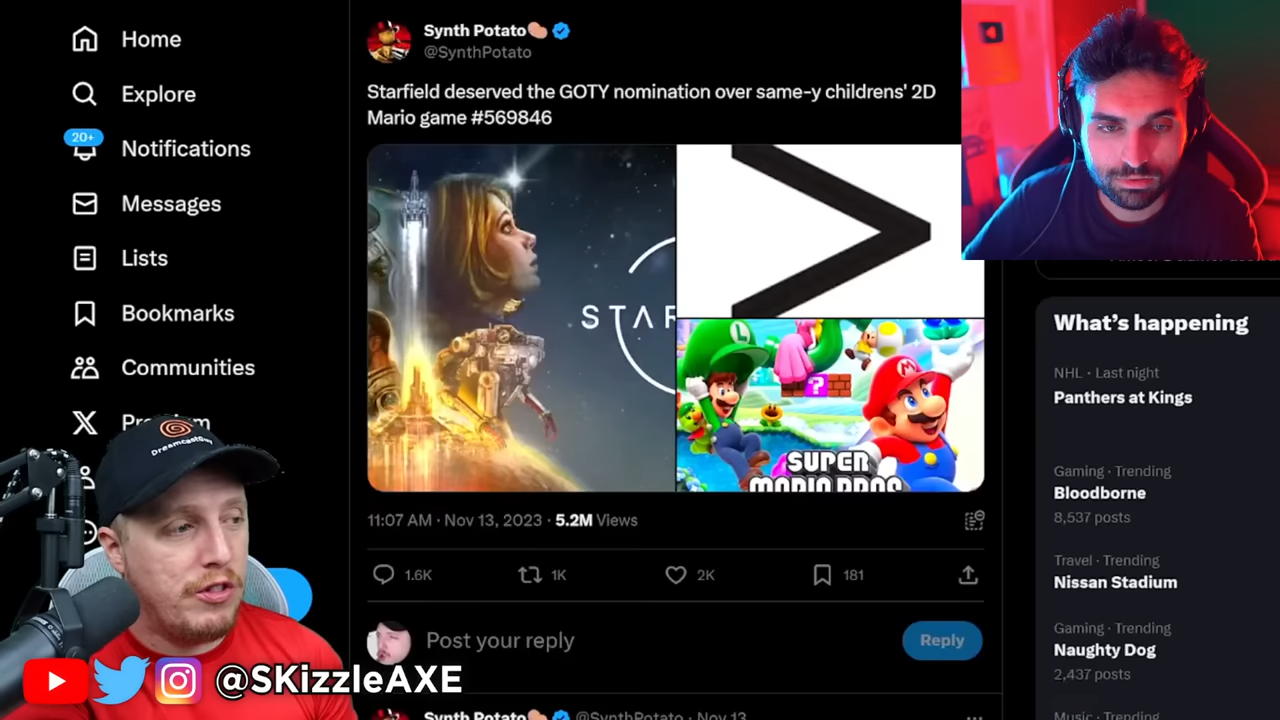 Home
Explore
20+
Notifications
Messages
Lists
Bookmarks
Communities
Synth Potato
@SynthPotato
Starfield deserved the GOTY nomination over same-y childrens' 2D
Mario game #569846
L
M
?
SUPER
MARIO BROS
11:07 AM · Nov 13, 2023 · 5.2M Views
1.6K
1K
2K
181
Post your reply
Reply
Synth Potato
@SynthPotato · Nov 13
What's happening
NHL · Last night
Panthers at Kings
Gaming · Trending
Bloodborne
8,537 posts
Travel · Trending
Nissan Stadium
Gaming · Trending
Naughty Dog
2,437 posts
Music · Trending
DreamcastGuy
@SKizzleAXE